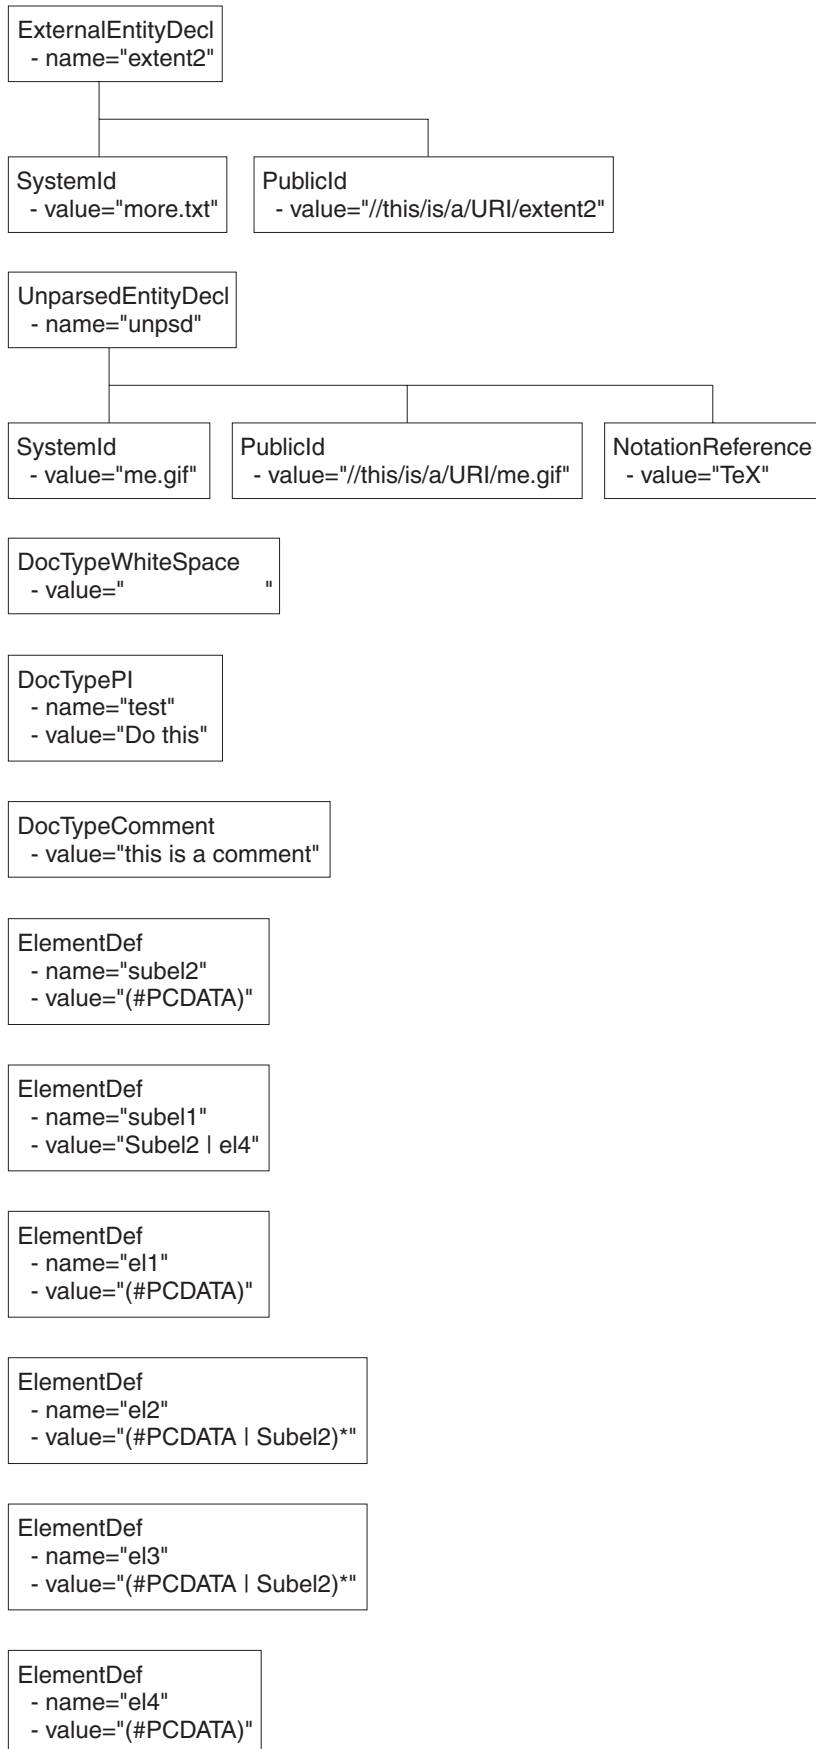 ExternalEntityDecl
- name="extent2"
SystemId
- value="more.txt"
PublicId
- value="//this/is/a/URI/extent2"
UnparsedEntityDecl
- name="unpsd"
SystemId
- value="me.gif"
PublicId
- value="//this/is/a/URI/me.gif"
NotationReference
- value="TeX"
DocTypeWhiteSpace
- value="                    "
DocTypePI
- name="test"
- value="Do this"
DocTypeComment
- value="this is a comment"
ElementDef
- name="subel2"
- value="(#PCDATA)"
ElementDef
- name="subel1"
- value="Subel2 | el4"
ElementDef
- name="el1"
- value="(#PCDATA)"
ElementDef
- name="el2"
- value="(#PCDATA | Subel2)*"
ElementDef
- name="el3"
- value="(#PCDATA | Subel2)*"
ElementDef
- name="el4"
- value="(#PCDATA)"